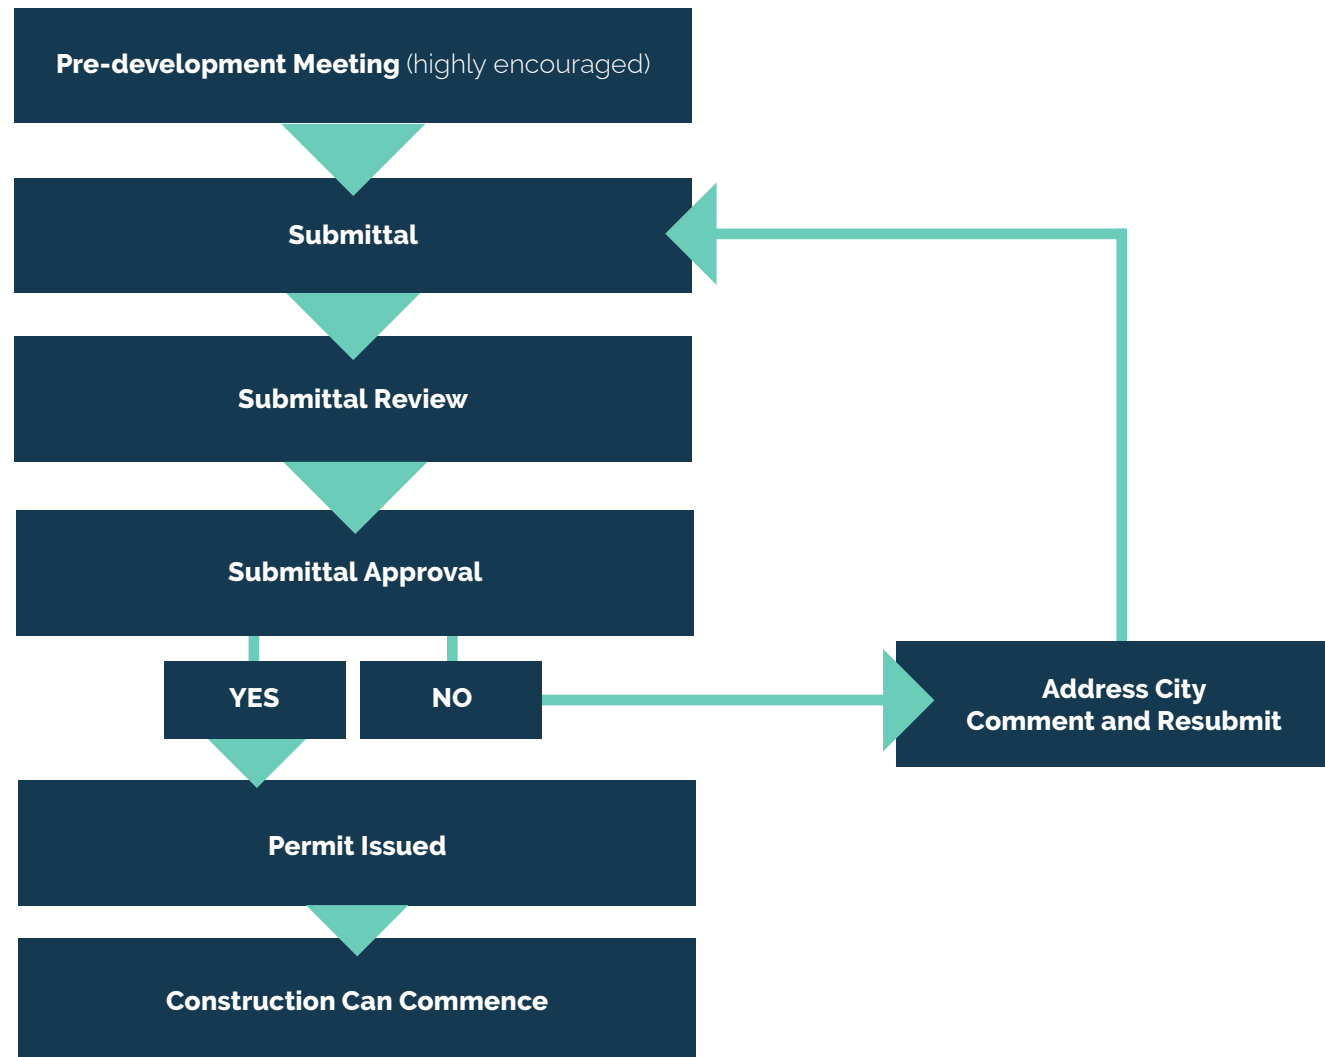 Pre-development Meeting (highly encouraged)
Submittal
Submittal Review
Submittal Approval
YES
NO
Address City
Comment and Resubmit
Permit Issued
Construction Can Commence